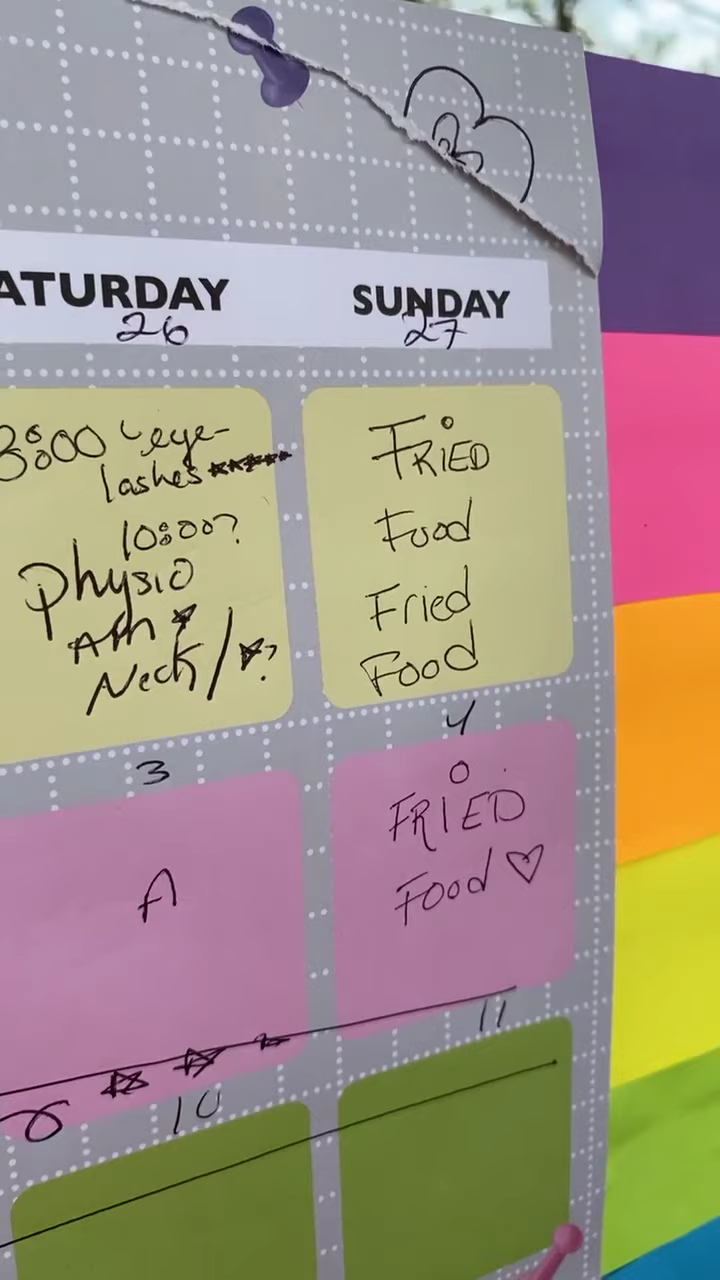 ATURDAY SUNDAY
26 27
8:00 eye-
lashes
10:00?
Physio
Arm
Neck/ ?
FRIED
Food
Fried
Food
3 4
A
FRIED
Food
10 11